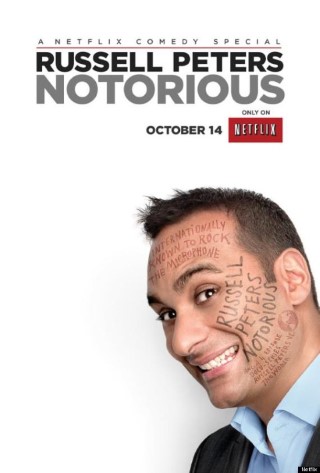 A NETFLIX COMEDY SPECIAL
RUSSELL PETERS
NOTORIOUS
ONLY ON
OCTOBER 14 NETFLIX
INTERNATIONALLY
KNOWN TO ROCK
THE MICROPHONE
RUSSELL
PETERS
NOTORIOUS
Netflix